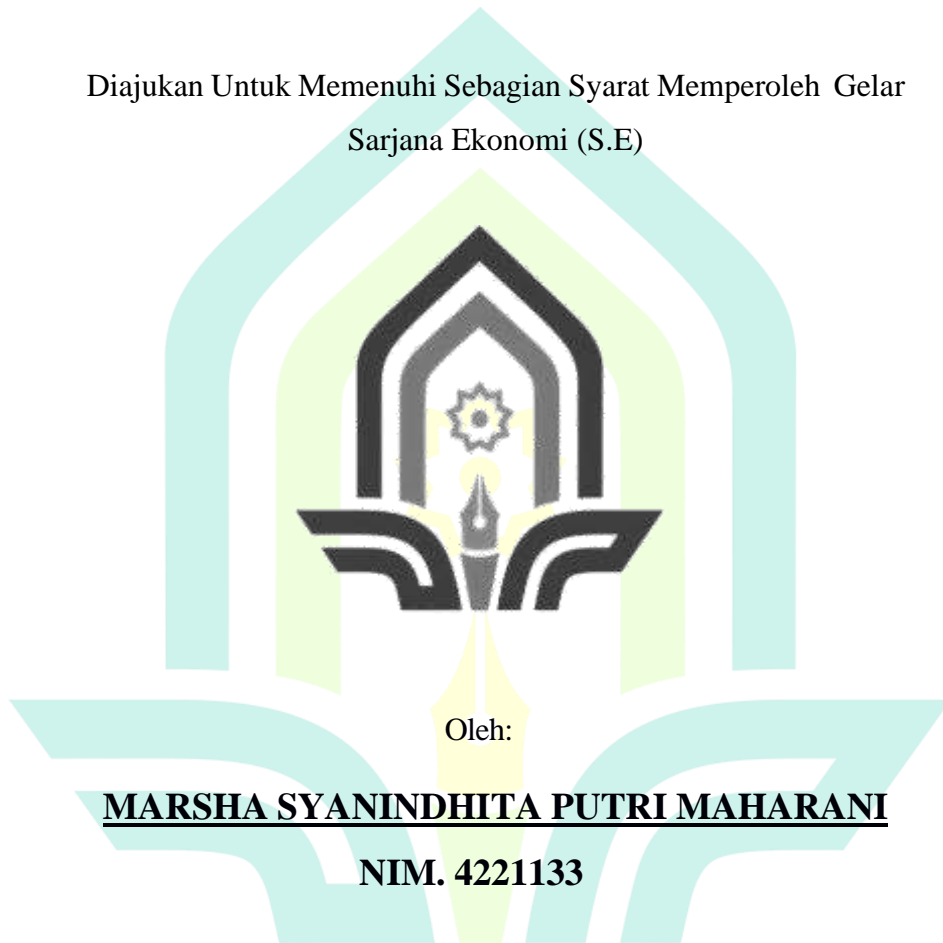 Diajukan Untuk Memenuhi Sebagian Syarat Memperoleh Gelar
Sarjana Ekonomi (S.E)
Oleh:
MARSHA SYANINDHITA PUTRI MAHARANI
NIM. 4221133